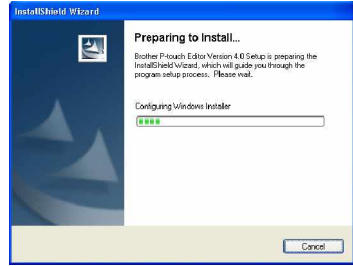 InstallShield Wizard
Preparing to Install...
Brother P-touch Editor Version 4.0 Setup is preparing the
InstallShield Wizard, which will guide you through the
program setup process. Please wait.
Configuring Windows Installer
Cancel